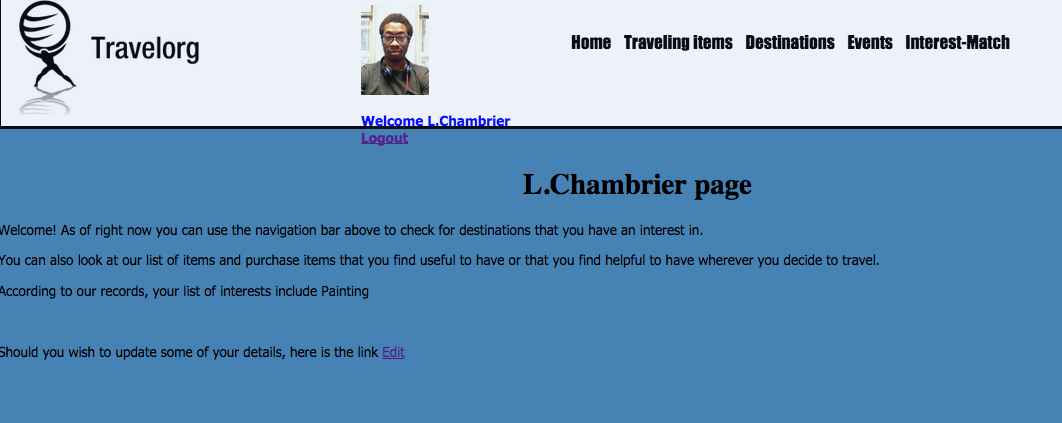 Travelorg
Home Traveling items Destinations Events Interest-Match
Welcome L.Chambrier
Logout
L.Chambrier page
Welcome! As of right now you can use the navigation bar above to check for destinations that you have an interest in.
You can also look at our list of items and purchase items that you find useful to have or that you find helpful to have wherever you decide to travel.
According to our records, your list of interests include Painting
Should you wish to update some of your details, here is the link Edit